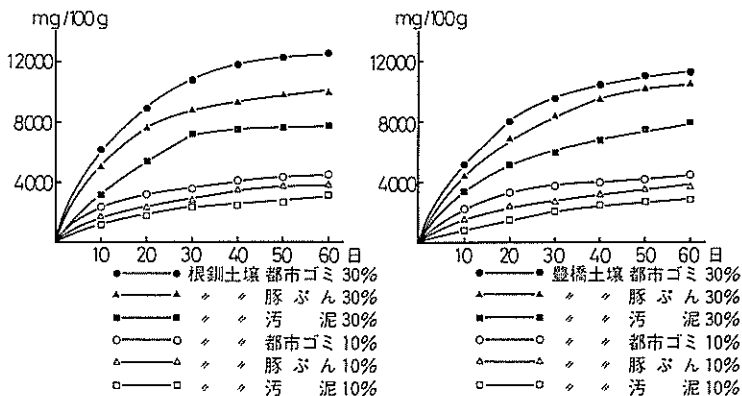 mg/100g
12000
8000
4000
10 20 30 40 50 60 日
根釧土壌 都市ゴミ 30%
〃 〃 豚ぷん 30%
〃 〃 汚泥 30%
〃 〃 都市ゴミ 10%
〃 〃 豚ぷん 10%
〃 〃 汚泥 10%
mg/100g
12000
8000
4000
10 20 30 40 50 60 日
豊橋土壌 都市ゴミ 30%
〃 〃 豚ぷん 30%
〃 〃 汚泥 30%
〃 〃 都市ゴミ 10%
〃 〃 豚ぷん 10%
〃 〃 汚泥 10%